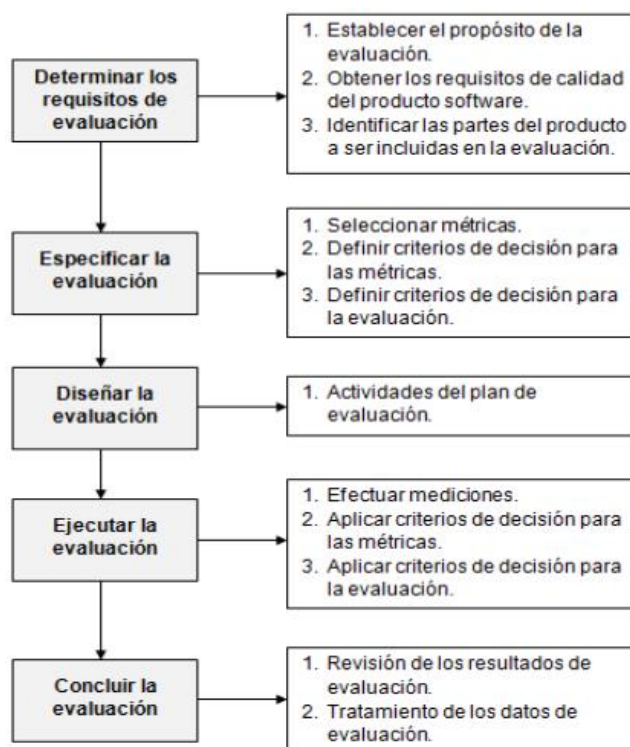 Determinar los
requisitos de
evaluación
1. Establecer el propósito de la
evaluación.
2. Obtener los requisitos de calidad
del producto software.
3. Identificar las partes del producto
a ser incluidas en la evaluación.
Especificar la
evaluación
1. Seleccionar métricas.
2. Definir criterios de decisión para
las métricas.
3. Definir criterios de decisión para
la evaluación.
Diseñar la
evaluación
1. Actividades del plan de
evaluación.
Ejecutar la
evaluación
1. Efectuar mediciones.
2. Aplicar criterios de decisión para
las métricas.
3. Aplicar criterios de decisión para
la evaluación.
Concluir la
evaluación
1. Revisión de los resultados de
evaluación.
2. Tratamiento de los datos de
evaluación.